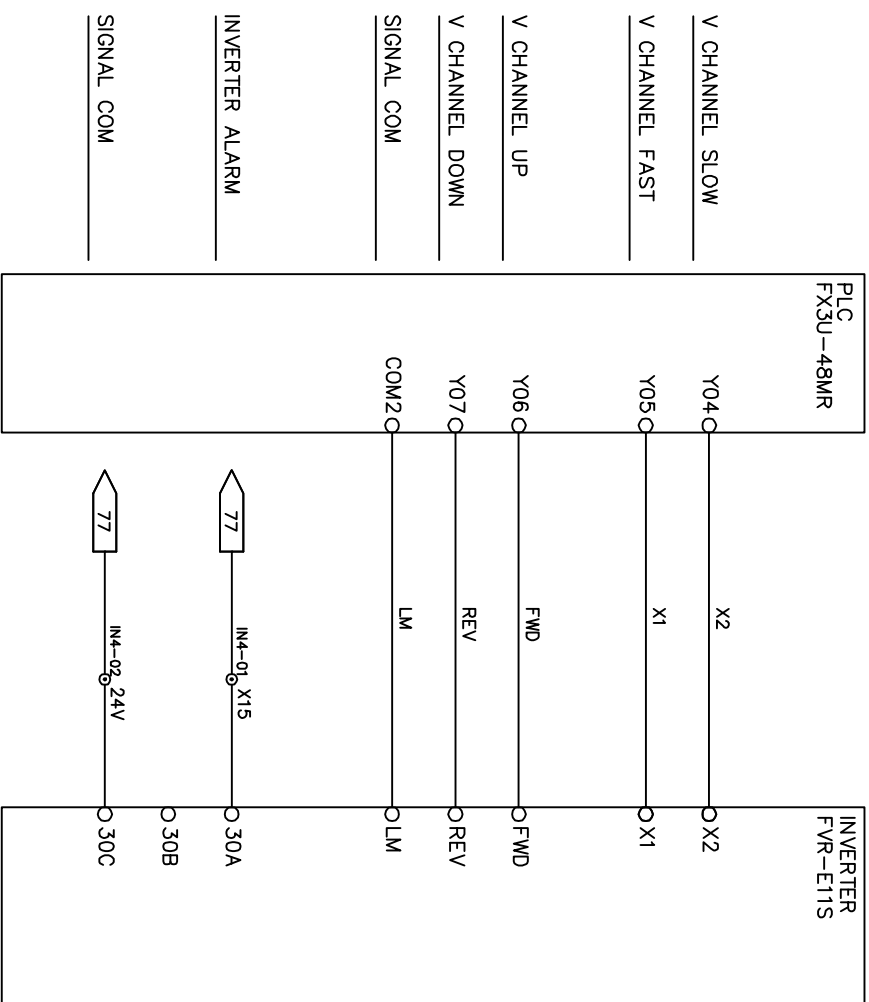 V CHANNEL SLOW
V CHANNEL FAST
V CHANNEL UP
V CHANNEL DOWN
SIGNAL COM
INVERTER ALARM
SIGNAL COM
PLC
FX3U-48MR
Y04
Y05
Y06
Y07
COM2
X2
X1
FWD
REV
LM
77
IN4-01 X15
77
IN4-02 24V
INVERTER
FVR-E11S
X2
X1
FWD
REV
LM
30A
30B
30C